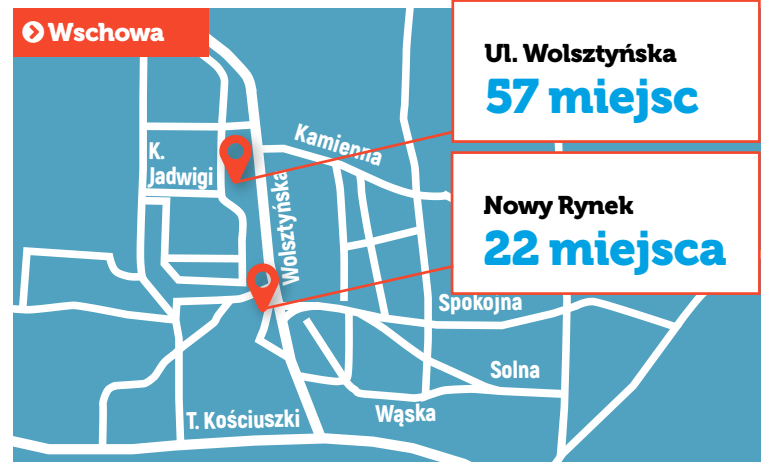 Wschowa
Ul. Wolsztyńska
57 miejsc
Kamienna
K.
Jadwigi
Wolsztyńska
Nowy Rynek
22 miejsca
Spokojna
Solna
Wąska
T. Kościuszki